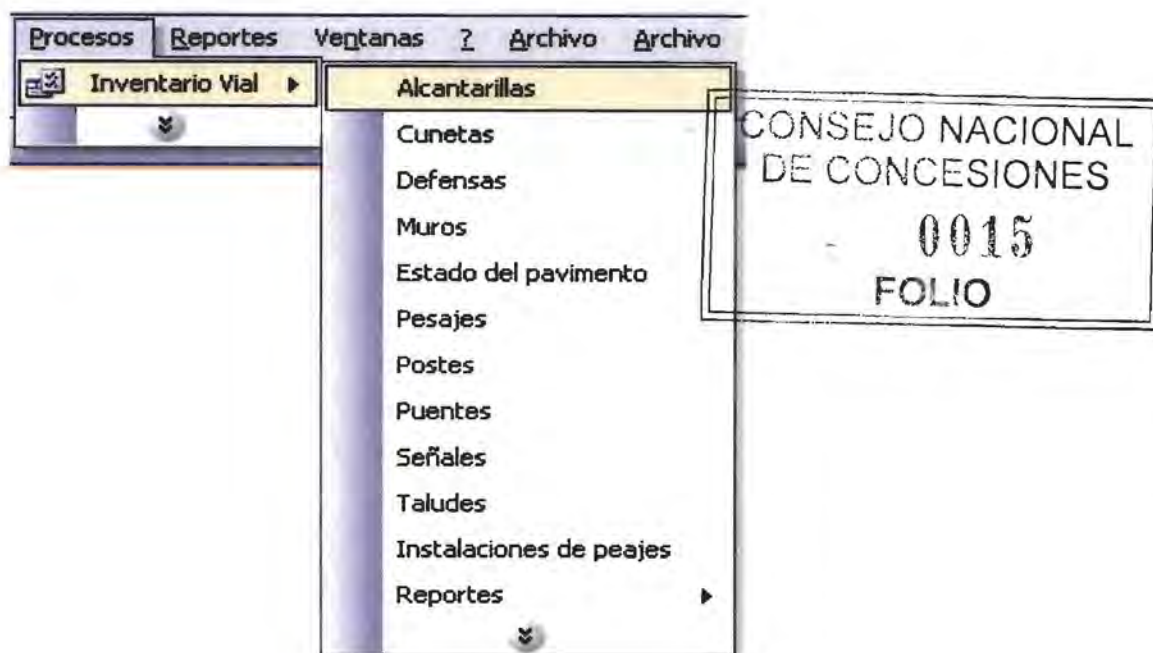 Procesos Reportes Ventanas ? Archivo Archivo
Inventario Vial
Alcantarillas
Cunetas
Defensas
Muros
Estado del pavimento
Pesajes
Postes
Puentes
Señales
Taludes
Instalaciones de peajes
Reportes
CONSEJO NACIONAL
DE CONCESIONES
0015
FOLIO